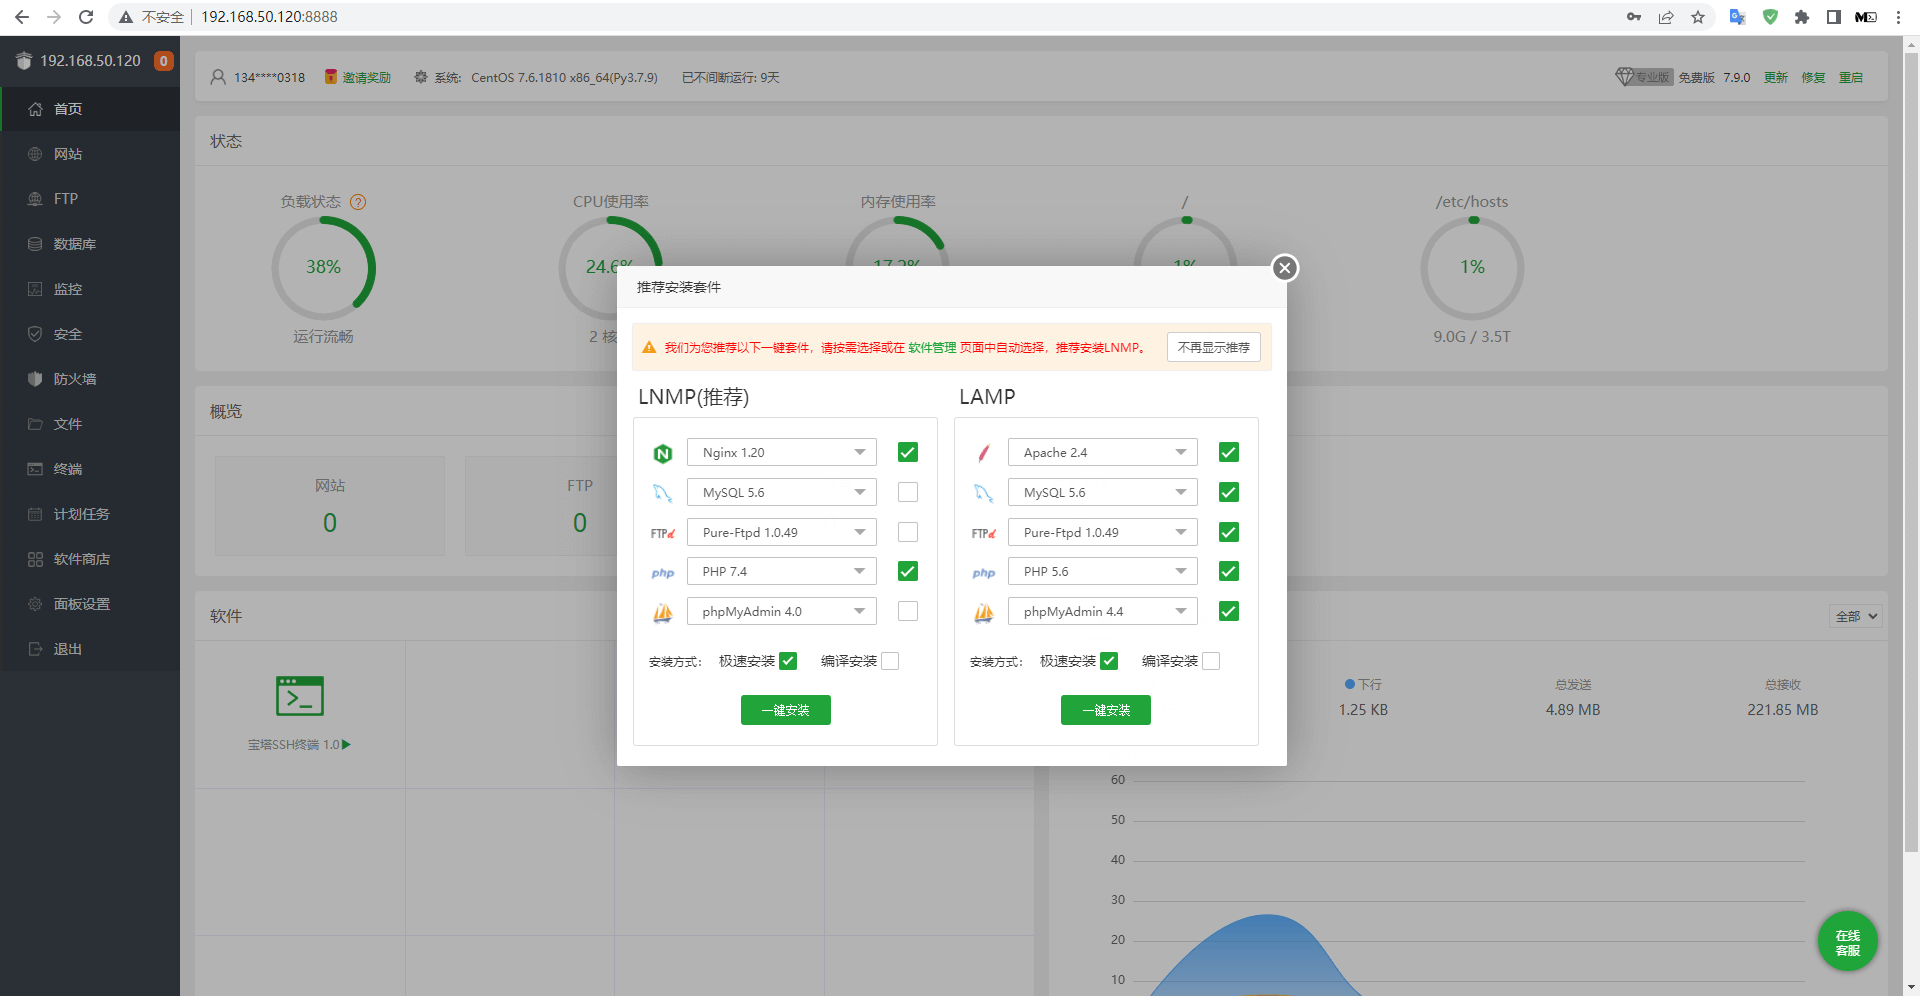 不安全 192.168.50.120:8888
192.168.50.120 0
首页
网站
FTP
数据库
监控
安全
防火墙
文件
终端
计划任务
软件商店
面板设置
退出
134****0318 邀请奖励 系统: CentOS 7.6.1810 x86_64(Py3.7.9) 已不间断运行: 9天
专业版 免费版 7.9.0 更新 修复 重启
状态
负载状态 ?
38%
运行流畅
CPU使用率
24.6%
2 核
内存使用率
17.2%
/
1%
/etc/hosts
1%
9.0G / 3.5T
概览
网站
0
FTP
0
软件
宝塔SSH终端 1.0
推荐安装套件
我们为您推荐以下一键套件，请按需选择或在 软件管理 页面中自动选择，推荐安装LNMP。
不再显示推荐
LNMP(推荐)
Nginx 1.20
MySQL 5.6
FTPd Pure-Ftpd 1.0.49
php PHP 7.4
phpMyAdmin 4.0
安装方式： 极速安装 编译安装
一键安装
LAMP
Apache 2.4
MySQL 5.6
FTPd Pure-Ftpd 1.0.49
php PHP 5.6
phpMyAdmin 4.4
安装方式： 极速安装 编译安装
一键安装
全部
下行
1.25 KB
总发送
4.89 MB
总接收
221.85 MB
60
50
40
30
20
10
在线
客服